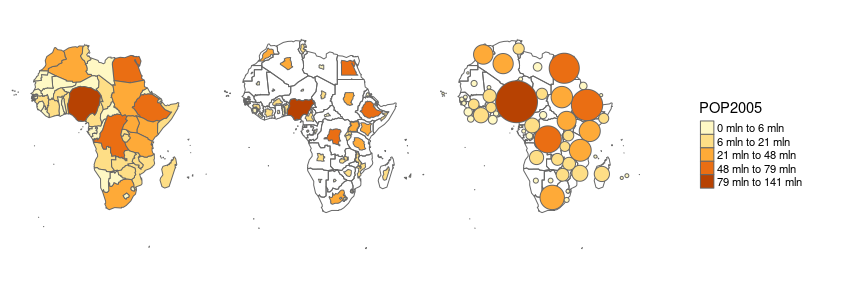 POP2005
0 mln to 6 mln
6 mln to 21 mln
21 mln to 48 mln
48 mln to 79 mln
79 mln to 141 mln